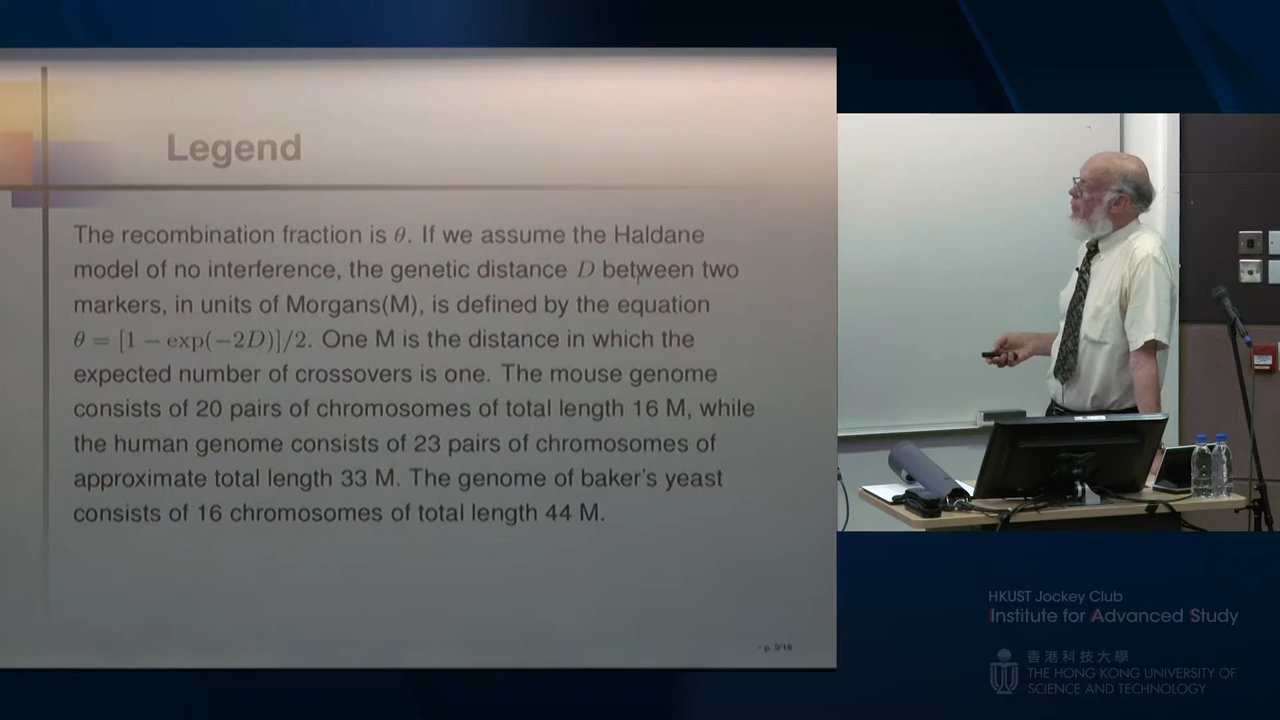 Legend
The recombination fraction is θ. If we assume the Haldane
model of no interference, the genetic distance D between two
markers, in units of Morgans(M), is defined by the equation
θ = [1 − exp(−2D)]/2. One M is the distance in which the
expected number of crossovers is one. The mouse genome
consists of 20 pairs of chromosomes of total length 16 M, while
the human genome consists of 23 pairs of chromosomes of
approximate total length 33 M. The genome of baker's yeast
consists of 16 chromosomes of total length 44 M.
– p. 9/16
HKUST Jockey Club
Institute for Advanced Study
香港科技大學
THE HONG KONG UNIVERSITY OF
SCIENCE AND TECHNOLOGY